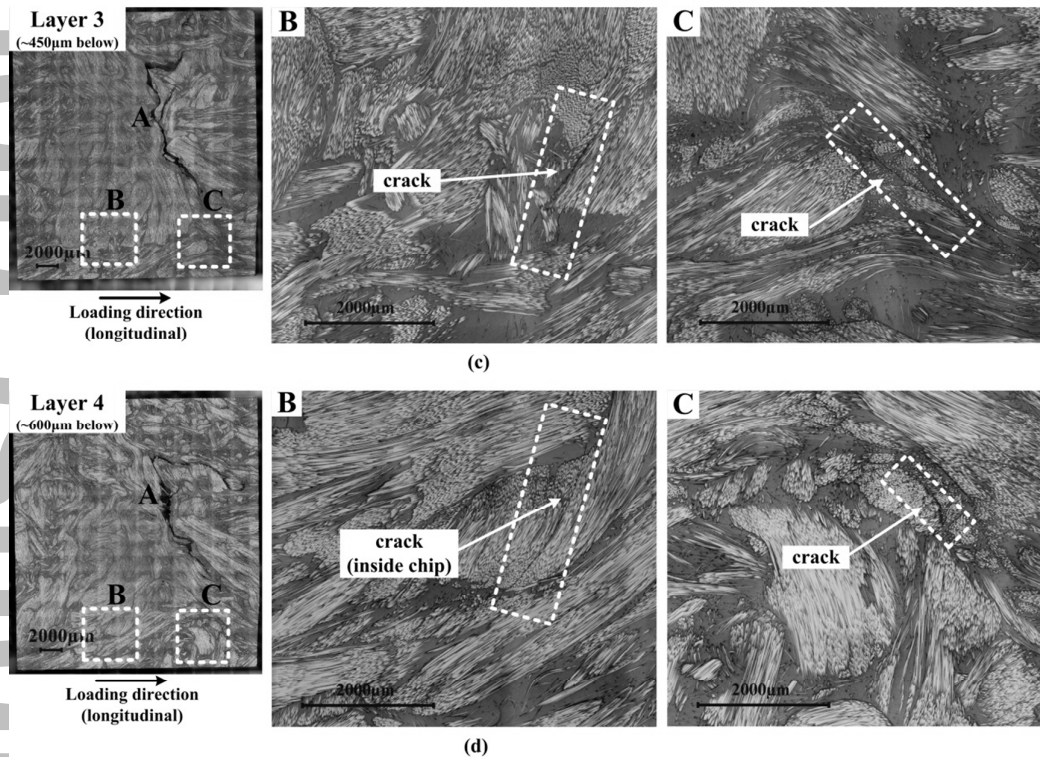 Layer 3
(~450μm below)
A
B
C
2000μm
Loading direction
(longitudinal)
B
crack
2000μm
C
crack
2000μm
(c)
Layer 4
(~600μm below)
A
B
C
2000μm
Loading direction
(longitudinal)
B
crack
(inside chip)
2000μm
C
crack
2000μm
(d)